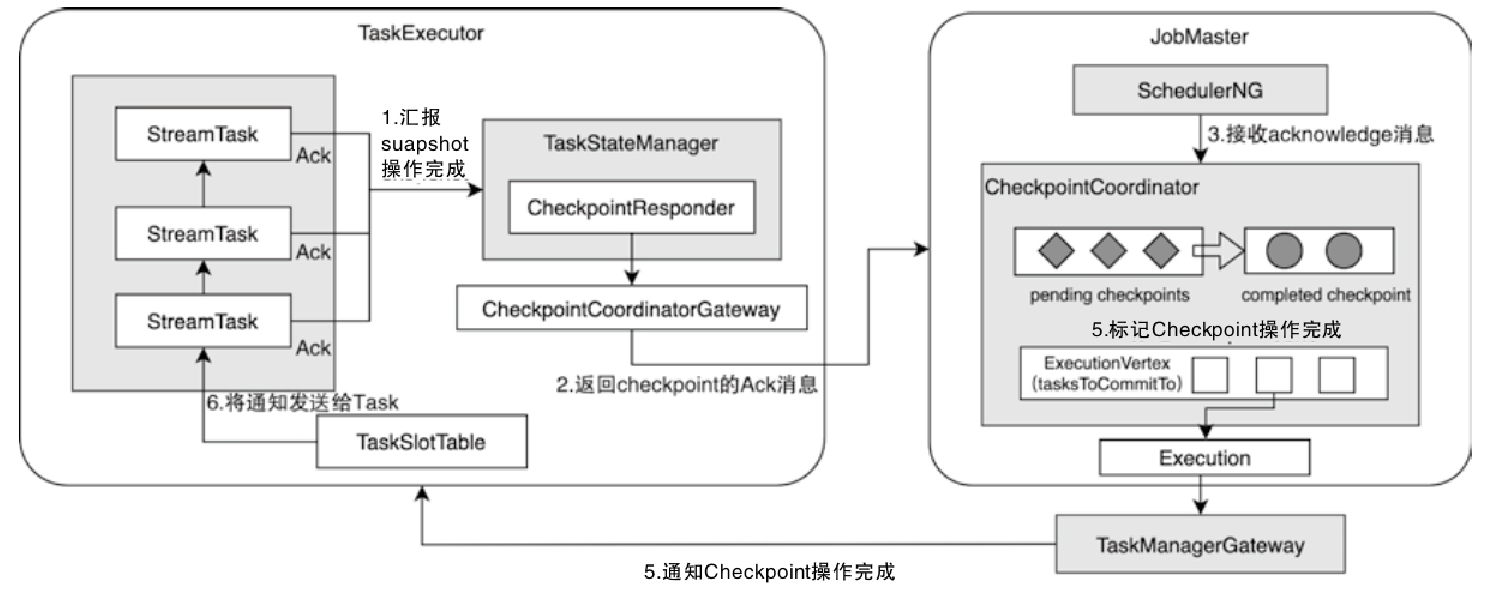 TaskExecutor
StreamTask
Ack
StreamTask
Ack
StreamTask
Ack
1.汇报
suapshot
操作完成
TaskStateManager
CheckpointResponder
CheckpointCoordinatorGateway
2.返回checkpoint的Ack消息
6.将通知发送给Task
TaskSlotTable
JobMaster
SchedulerNG
3.接收acknowledge消息
CheckpointCoordinator
pending checkpoints
completed checkpoint
5.标记Checkpoint操作完成
ExecutionVertex
(tasksToCommitTo)
Execution
TaskManagerGateway
5.通知Checkpoint操作完成